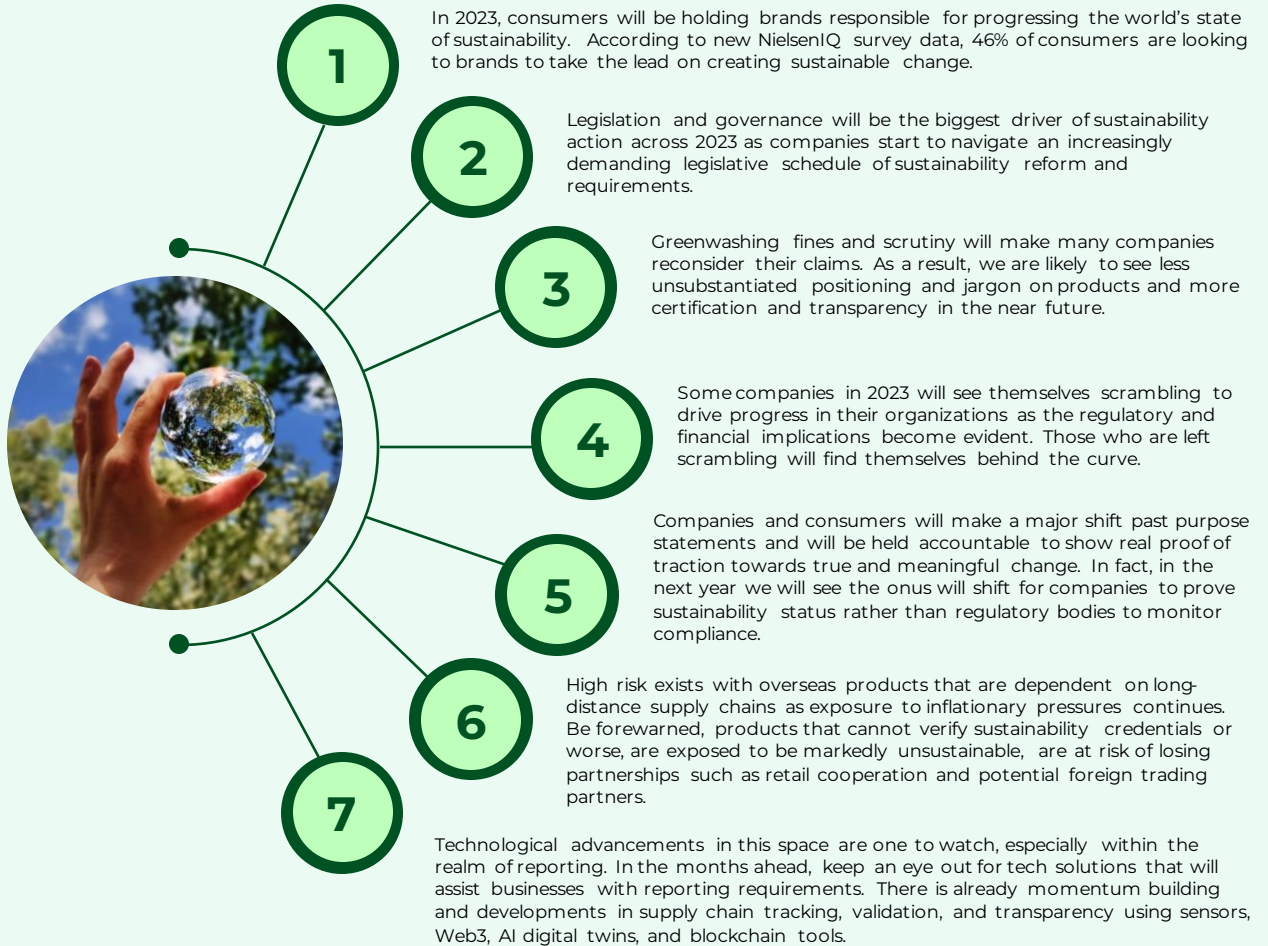 1
In 2023, consumers will be holding brands responsible for progressing the world's state
of sustainability. According to new NielsenIQ survey data, 46% of consumers are looking
to brands to take the lead on creating sustainable change.
2
Legislation and governance will be the biggest driver of sustainability
action across 2023 as companies start to navigate an increasingly
demanding legislative schedule of sustainability reform and
requirements.
3
Greenwashing fines and scrutiny will make many companies
reconsider their claims. As a result, we are likely to see less
unsubstantiated positioning and jargon on products and more
certification and transparency in the near future.
4
Some companies in 2023 will see themselves scrambling to
drive progress in their organizations as the regulatory and
financial implications become evident. Those who are left
scrambling will find themselves behind the curve.
5
Companies and consumers will make a major shift past purpose
statements and will be held accountable to show real proof of
traction towards true and meaningful change. In fact, in the
next year we will see the onus will shift for companies to prove
sustainability status rather than regulatory bodies to monitor
compliance.
6
High risk exists with overseas products that are dependent on long-
distance supply chains as exposure to inflationary pressures continues.
Be forewarned, products that cannot verify sustainability credentials or
worse, are exposed to be markedly unsustainable, are at risk of losing
partnerships such as retail cooperation and potential foreign trading
partners.
7
Technological advancements in this space are one to watch, especially within the
realm of reporting. In the months ahead, keep an eye out for tech solutions that will
assist businesses with reporting requirements. There is already momentum building
and developments in supply chain tracking, validation, and transparency using sensors,
Web3, AI digital twins, and blockchain tools.